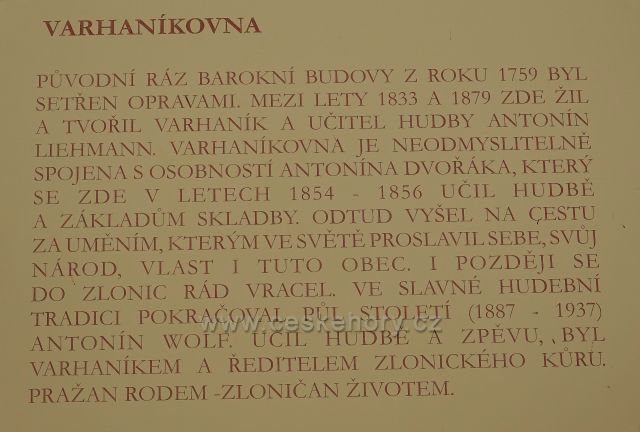 VARHANÍKOVNA
PŮVODNÍ RÁZ BAROKNÍ BUDOVY Z ROKU 1759 BYL
SETŘEN OPRAVAMI. MEZI LETY 1833 A 1879 ZDE ŽIL
A TVOŘIL VARHANÍK A UČITEL HUDBY ANTONÍN
LIEHMANN. VARHANÍKOVNA JE NEODMYSLITELNĚ
SPOJENA S OSOBNOSTÍ ANTONÍNA DVOŘÁKA, KTERÝ
SE ZDE V LETECH 1854 - 1856 UČIL HUDBĚ
A ZÁKLADŮM SKLADBY. ODTUD VYŠEL NA CESTU
ZA UMĚNÍM, KTERÝM VE SVĚTĚ PROSLAVIL SEBE, SVŮJ
NÁROD, VLAST I TUTO OBEC. I POZDĚJI SE
DO ZLONIC RÁD VRACEL. VE SLAVNÉ HUDEBNÍ
TRADICI POKRAČOVAL PŮL STOLETÍ (1887 - 1937)
www.ceskehory.cz
ANTONÍN WOLF. UČIL HUDBĚ A ZPĚVU, BYL
VARHANÍKEM A ŘEDITELEM ZLONICKÉHO KŮRU.
PRAŽAN RODEM -ZLONIČAN ŽIVOTEM.